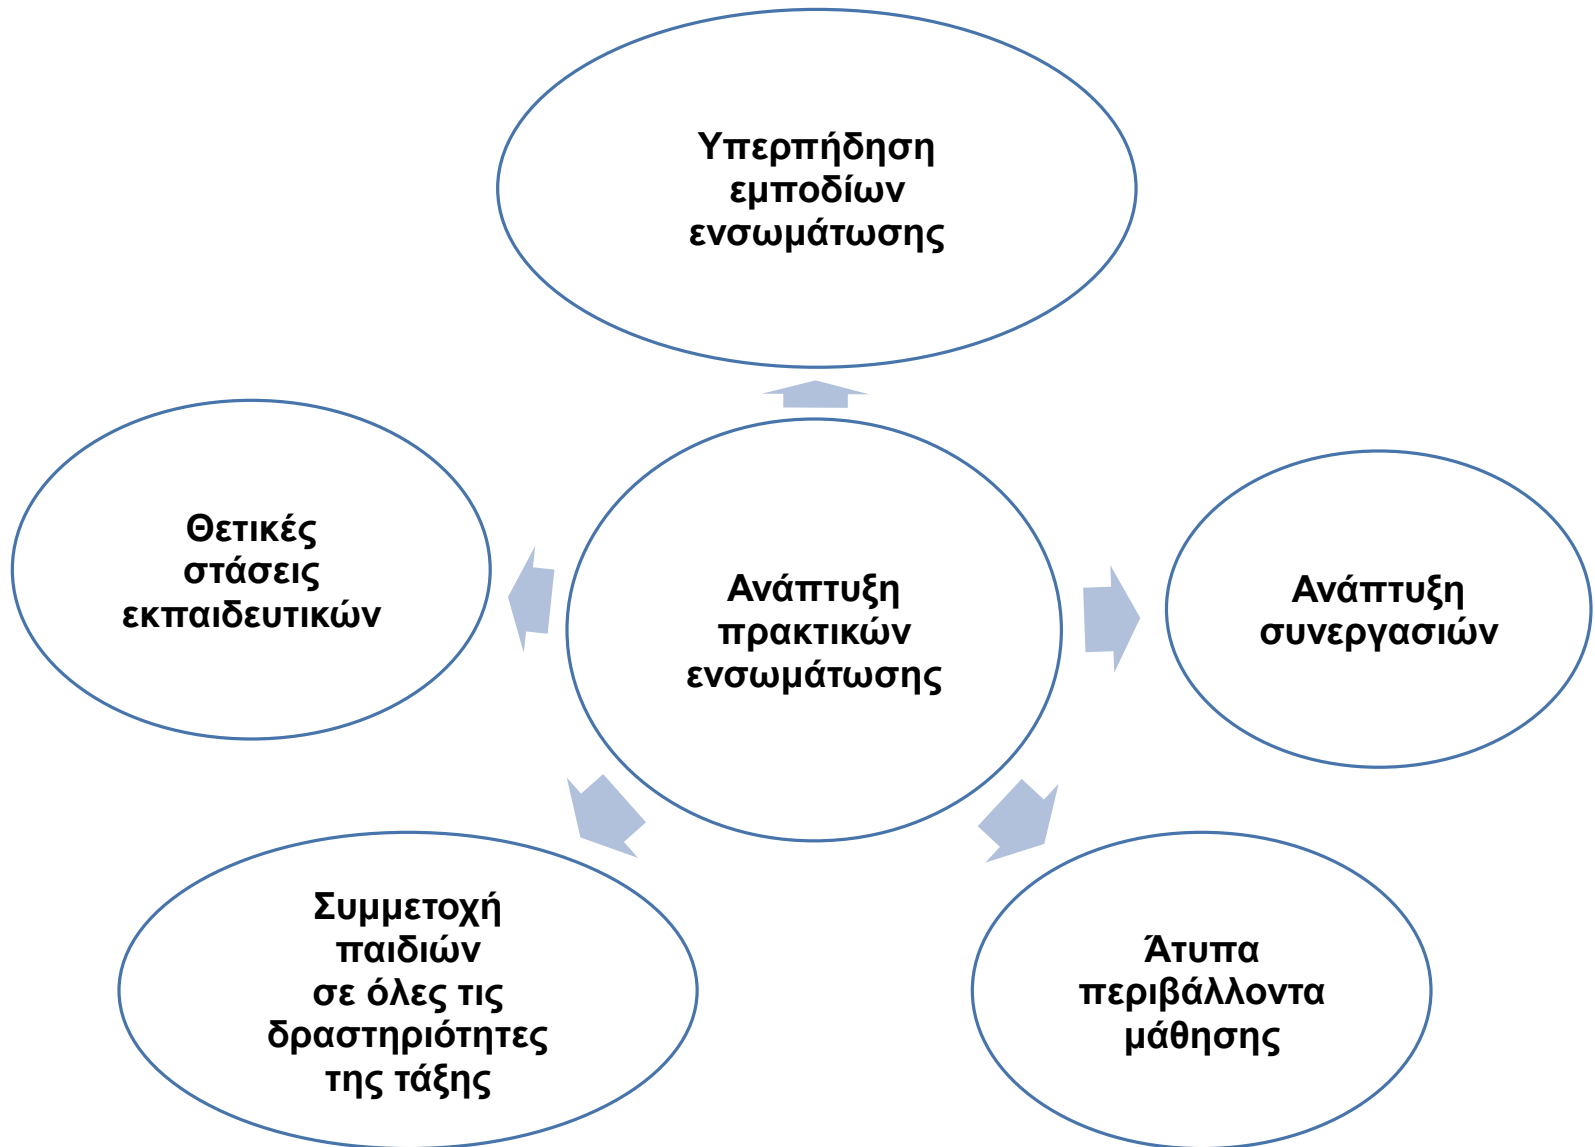 Υπερπήδηση
εμποδίων
ενσωμάτωσης
Θετικές
στάσεις
εκπαιδευτικών
Ανάπτυξη
πρακτικών
ενσωμάτωσης
Ανάπτυξη
συνεργασιών
Συμμετοχή
παιδιών
σε όλες τις
δραστηριότητες
της τάξης
Άτυπα
περιβάλλοντα
μάθησης